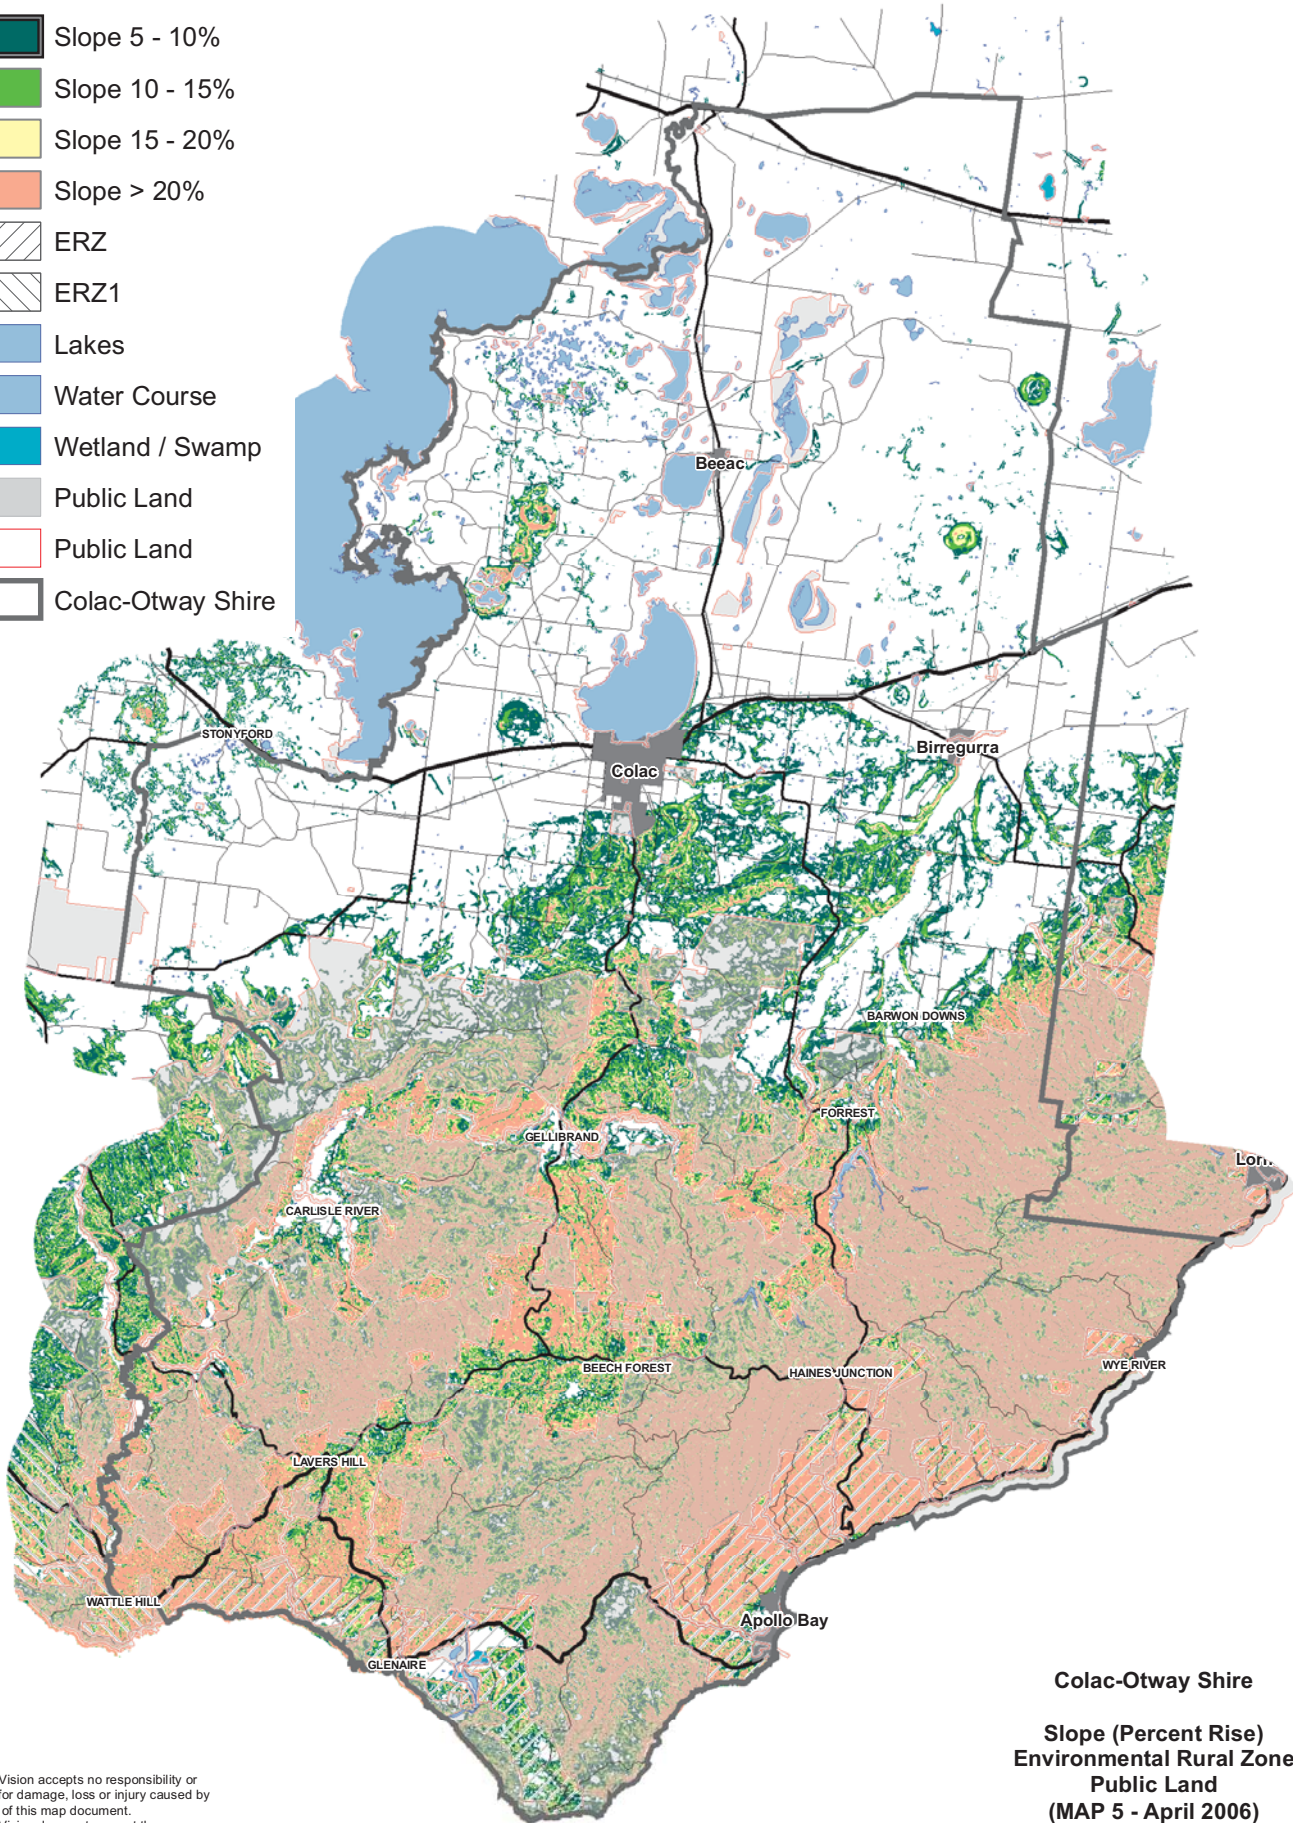 Slope 5 - 10%
Slope 10 - 15%
Slope 15 - 20%
Slope > 20%
ERZ
ERZ1
Lakes
Water Course
Wetland / Swamp
Public Land
Public Land
Colac-Otway Shire
Beeac
STONYFORD
Birregurra
Colac
BARWON DOWNS
FORREST
GELLIBRAND
Lorn
CARLISLE RIVER
WYE RIVER
BEECH FOREST
HAINES JUNCTION
LAVERS HILL
WATTLE HILL
Apollo Bay
GLENAIRE
Colac-Otway Shire
Slope (Percent Rise)
Environmental Rural Zone
Public Land
(MAP 5 - April 2006)
Vision accepts no responsibility or
for damage, loss or injury caused by
of this map document.